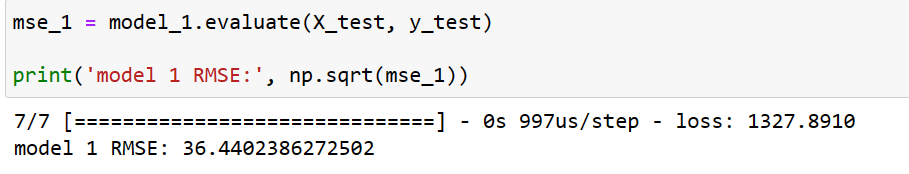 mse_1 = model_1.evaluate(X_test, y_test)
print('model 1 RMSE:', np.sqrt(mse_1))
7/7 [==============================] - 0s 997us/step - loss: 1327.8910
model 1 RMSE: 36.4402386272502